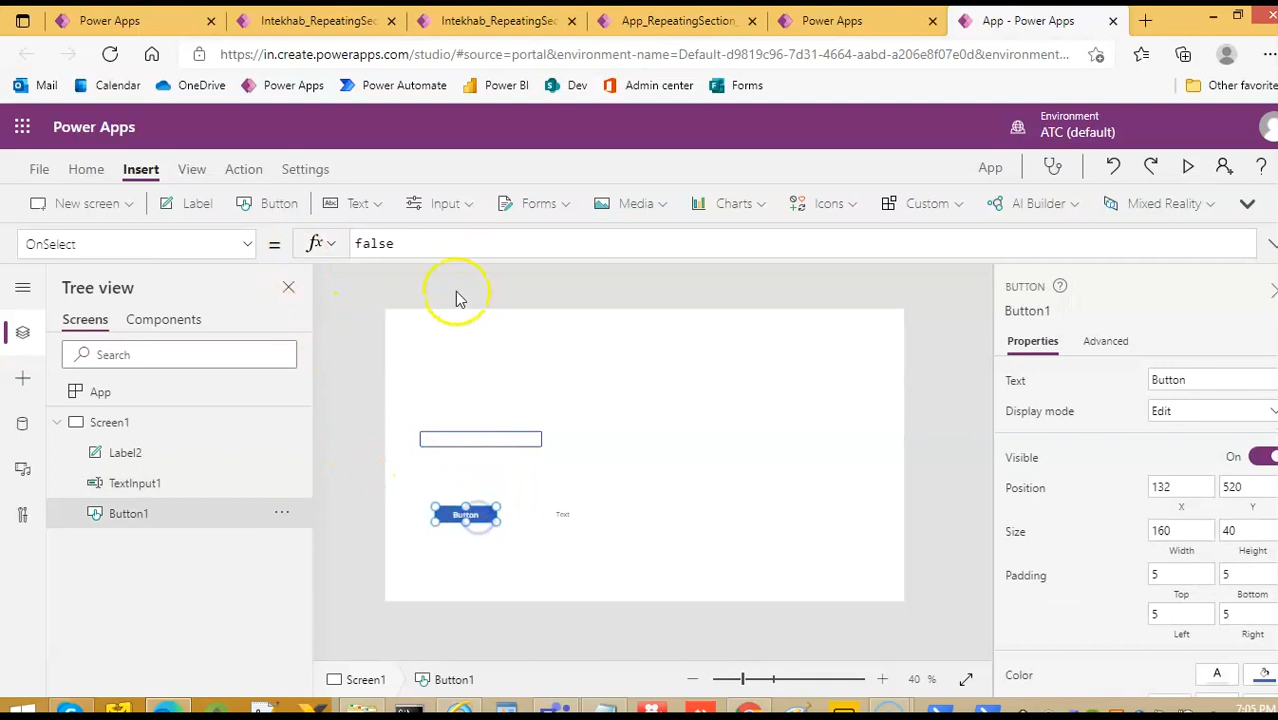 Power Apps
Intekhab_RepeatingSec
Intekhab_RepeatingSec
App_RepeatingSection_
Power Apps
App - Power Apps
https://in.create.powerapps.com/studio/#source=portal&environment-name=Default-d9819c96-7d31-4664-aabd-a206e8f07e0d&environment...
Mail
Calendar
OneDrive
Power Apps
Power Automate
Power BI
Dev
Admin center
Forms
Other favorite
Power Apps
Environment
ATC (default)
File
Home
Insert
View
Action
Settings
App
New screen
Label
Button
Abc
Text
Input
Forms
Media
Charts
Icons
Custom
AI Builder
Mixed Reality
OnSelect
=
fx
false
Tree view
Screens
Components
Search
App
Screen1
Label2
TextInput1
Button1
...
Button
Text
BUTTON
Button1
Properties
Advanced
Text
Button
Display mode
Edit
Visible
On
Position
132
520
X
Y
Size
160
40
Width
Height
Padding
5
5
Top
Bottom
5
5
Left
Right
Color
A
Screen1
Button1
40 %
7:05 PM